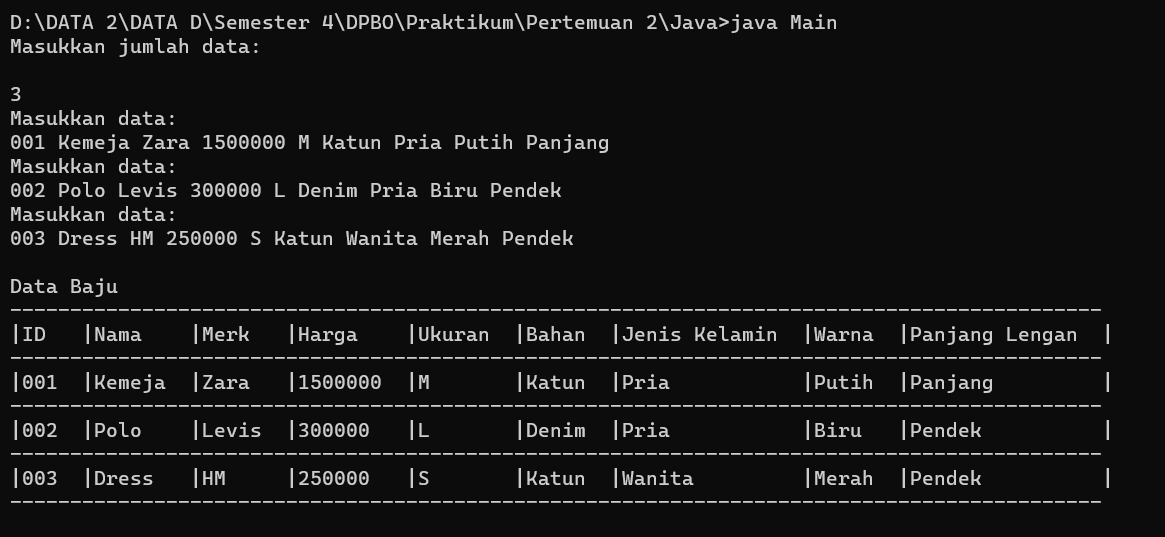 D:\DATA 2\DATA D\Semester 4\DPBO\Praktikum\Pertemuan 2\Java>java Main
Masukkan jumlah data:

3
Masukkan data:
001 Kemeja Zara 1500000 M Katun Pria Putih Panjang
Masukkan data:
002 Polo Levis 300000 L Denim Pria Biru Pendek
Masukkan data:
003 Dress HM 250000 S Katun Wanita Merah Pendek

Data Baju
-------------------------------------------------------------------------------------------
|ID   |Nama    |Merk   |Harga    |Ukuran  |Bahan  |Jenis Kelamin  |Warna  |Panjang Lengan  |
-------------------------------------------------------------------------------------------
|001  |Kemeja  |Zara   |1500000  |M       |Katun  |Pria           |Putih  |Panjang         |
-------------------------------------------------------------------------------------------
|002  |Polo    |Levis  |300000   |L       |Denim  |Pria           |Biru   |Pendek          |
-------------------------------------------------------------------------------------------
|003  |Dress   |HM     |250000   |S       |Katun  |Wanita         |Merah  |Pendek          |
-------------------------------------------------------------------------------------------